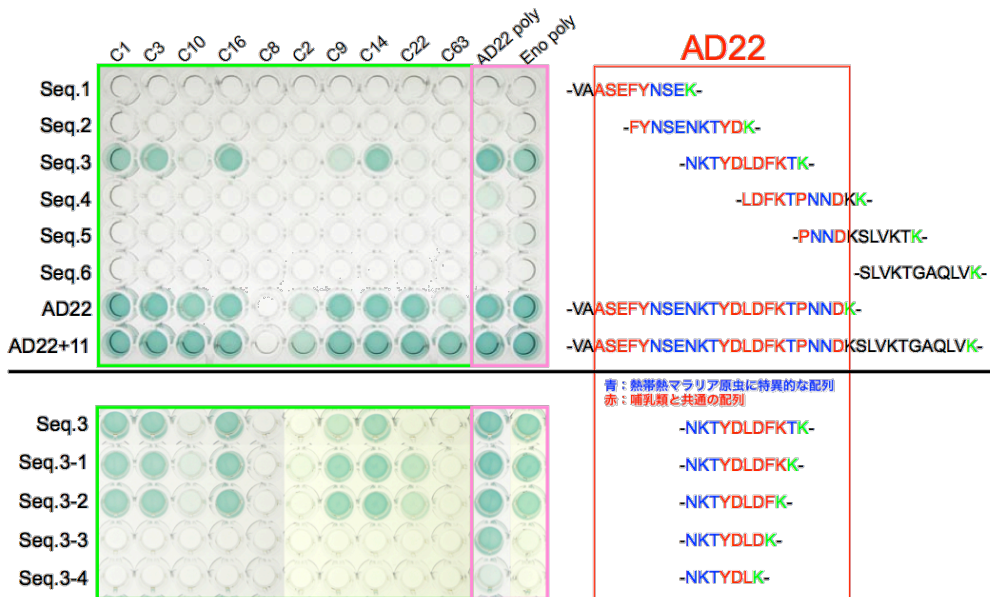 C1 C3 C10 C16 C8 C2 C9 C14 C22 C63 AD22 poly Eno poly
AD22
Seq.1 -VAASEFYNSEK-
Seq.2 -FYNSENKTYDK-
Seq.3 -NKTYDLDFKTK-
Seq.4 -LDFKTPNNDKK-
Seq.5 -PNNDKSLVKTK-
Seq.6 -SLVKTGAQLVK-
AD22 -VAASEFYNSENKTYDLDFKTPNNDK-
AD22+11 -VAASEFYNSENKTYDLDFKTPNNDKSLVKTGAQLVK-
青：熱帯熱マラリア原虫に特異的な配列
赤：哺乳類と共通の配列
Seq.3 -NKTYDLDFKTK-
Seq.3-1 -NKTYDLDFKK-
Seq.3-2 -NKTYDLDFK-
Seq.3-3 -NKTYDLDK-
Seq.3-4 -NKTYDLK-